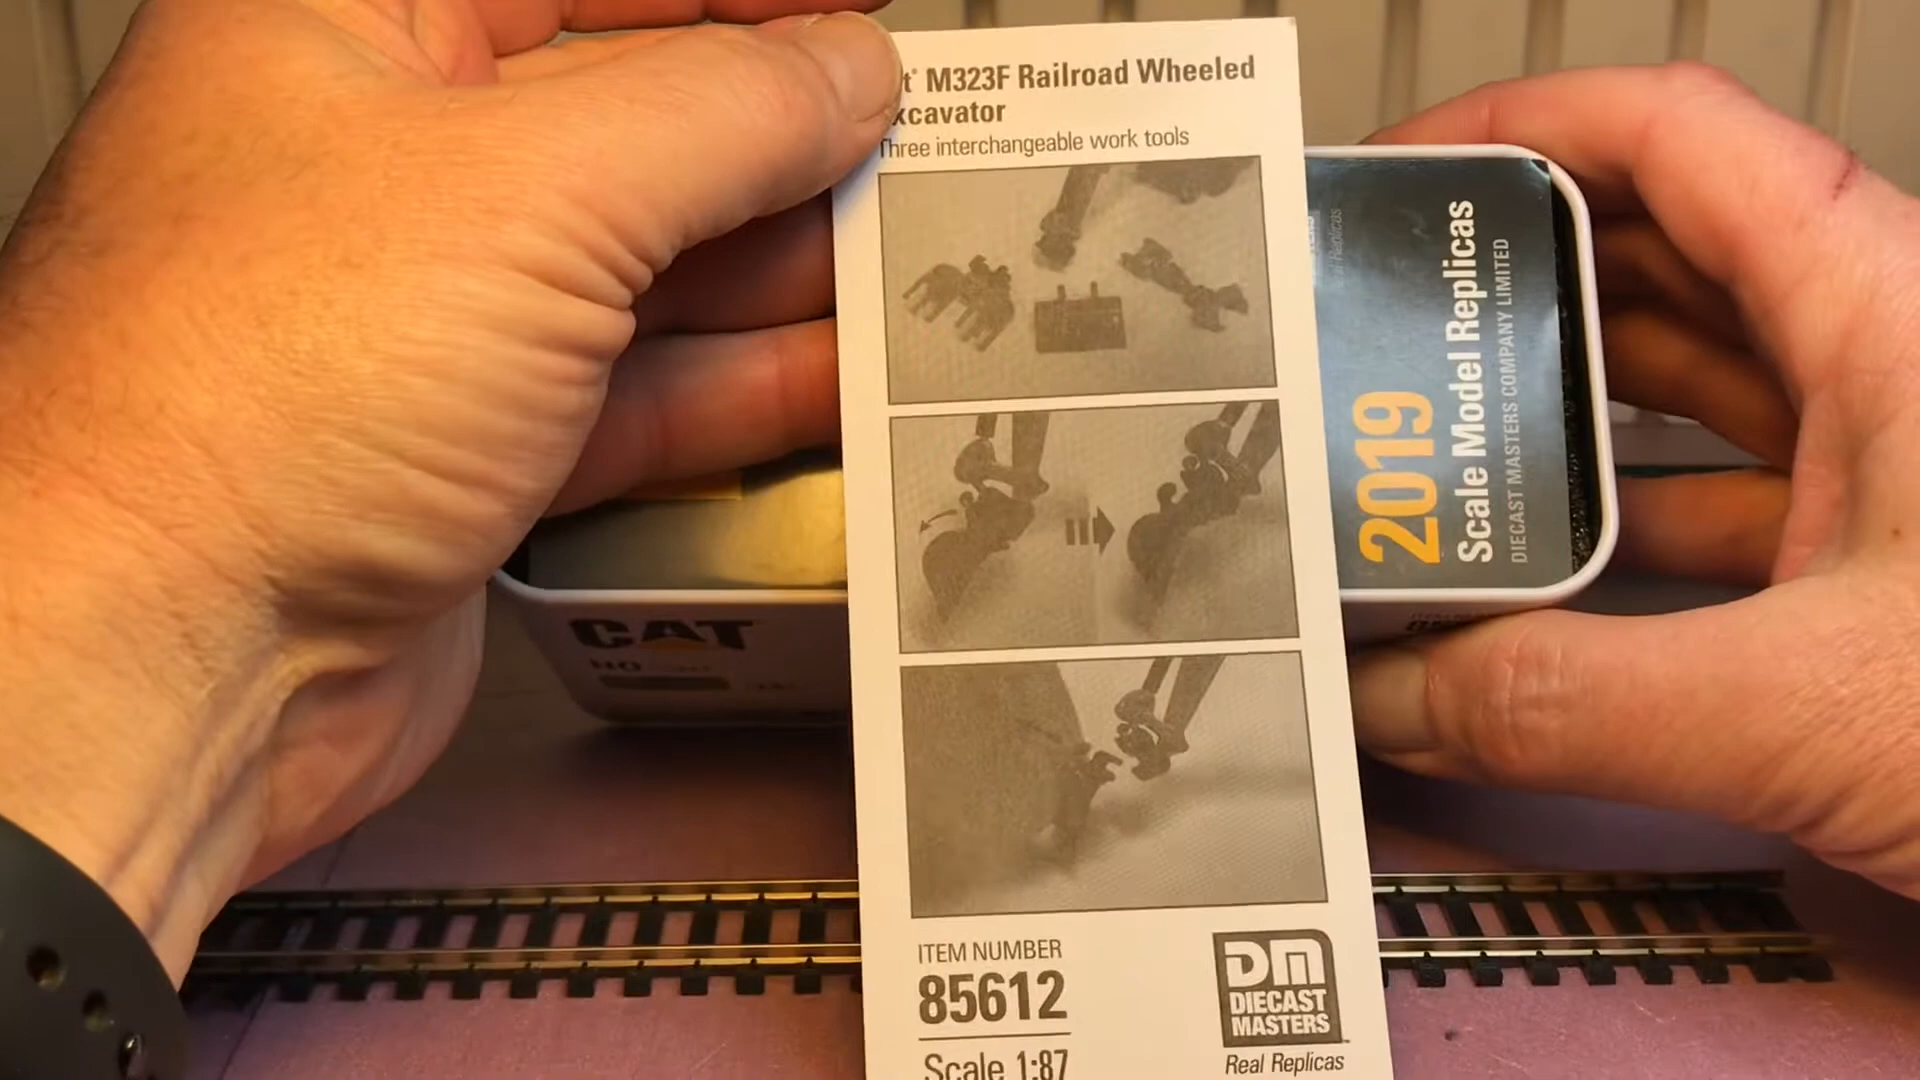 t® M323F Railroad Wheeled
xcavator
Three interchangeable work tools
ITEM NUMBER
85612
Scale 1:87
DM
DIECAST
MASTERS
Real Replicas
2019
Scale Model Replicas
DIECAST MASTERS COMPANY LIMITED
CAT
HO